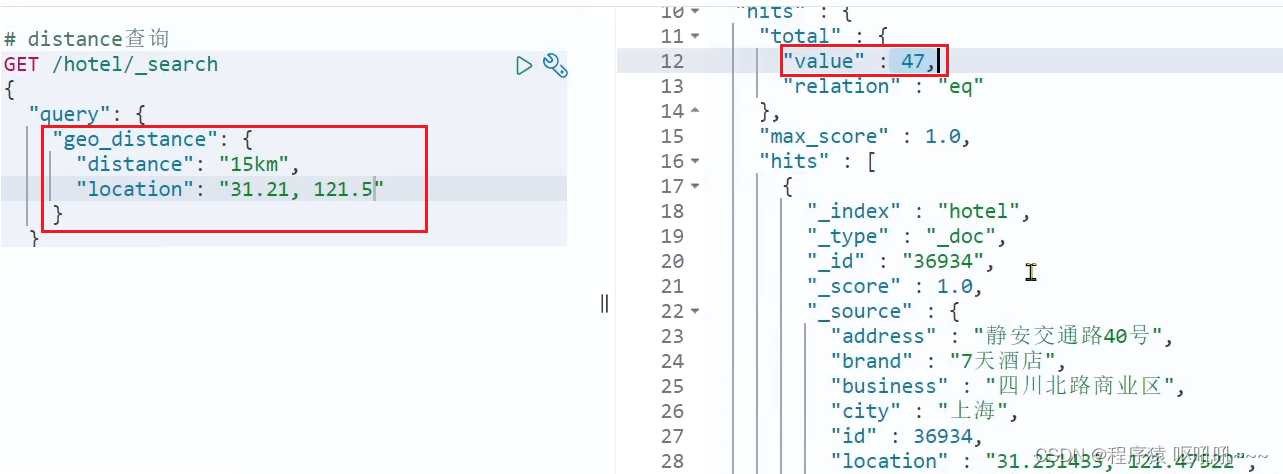 # distance查询
GET /hotel/_search
{
"query": {
"geo_distance": {
"distance": "15km",
"location": "31.21, 121.5"
}
}
10 "hits" : {
11 "total" : {
12 "value" : 47,
13 "relation" : "eq"
14 },
15 "max_score" : 1.0,
16 "hits" : [
17 {
18 "_index" : "hotel",
19 "_type" : "_doc",
20 "_id" : "36934",
21 "_score" : 1.0,
22 "_source" : {
23 "address" : "静安交通路40号",
24 "brand" : "7天酒店",
25 "business" : "四川北路商业区",
26 "city" : "上海",
27 "id" : 36934,
28 "location" : "31.251433, 121.47522",
CSDN @程序猿 呱呱呱~~~